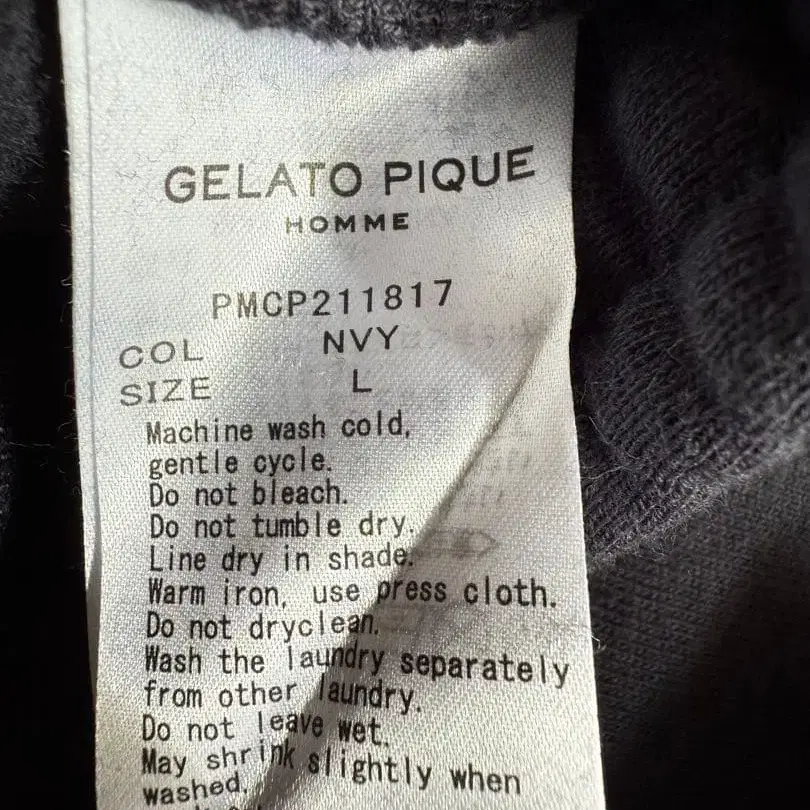 GELATO PIQUE
HOMME
PMCP211817
COL NVY
SIZE L
Machine wash cold,
gentle cycle.
Do not bleach.
Do not tumble dry.
Line dry in shade.
Warm iron, use press cloth.
Do not dryclean.
Wash the laundry separately
from other laundry.
Do not leave wet.
May shrink slightly when
washed.